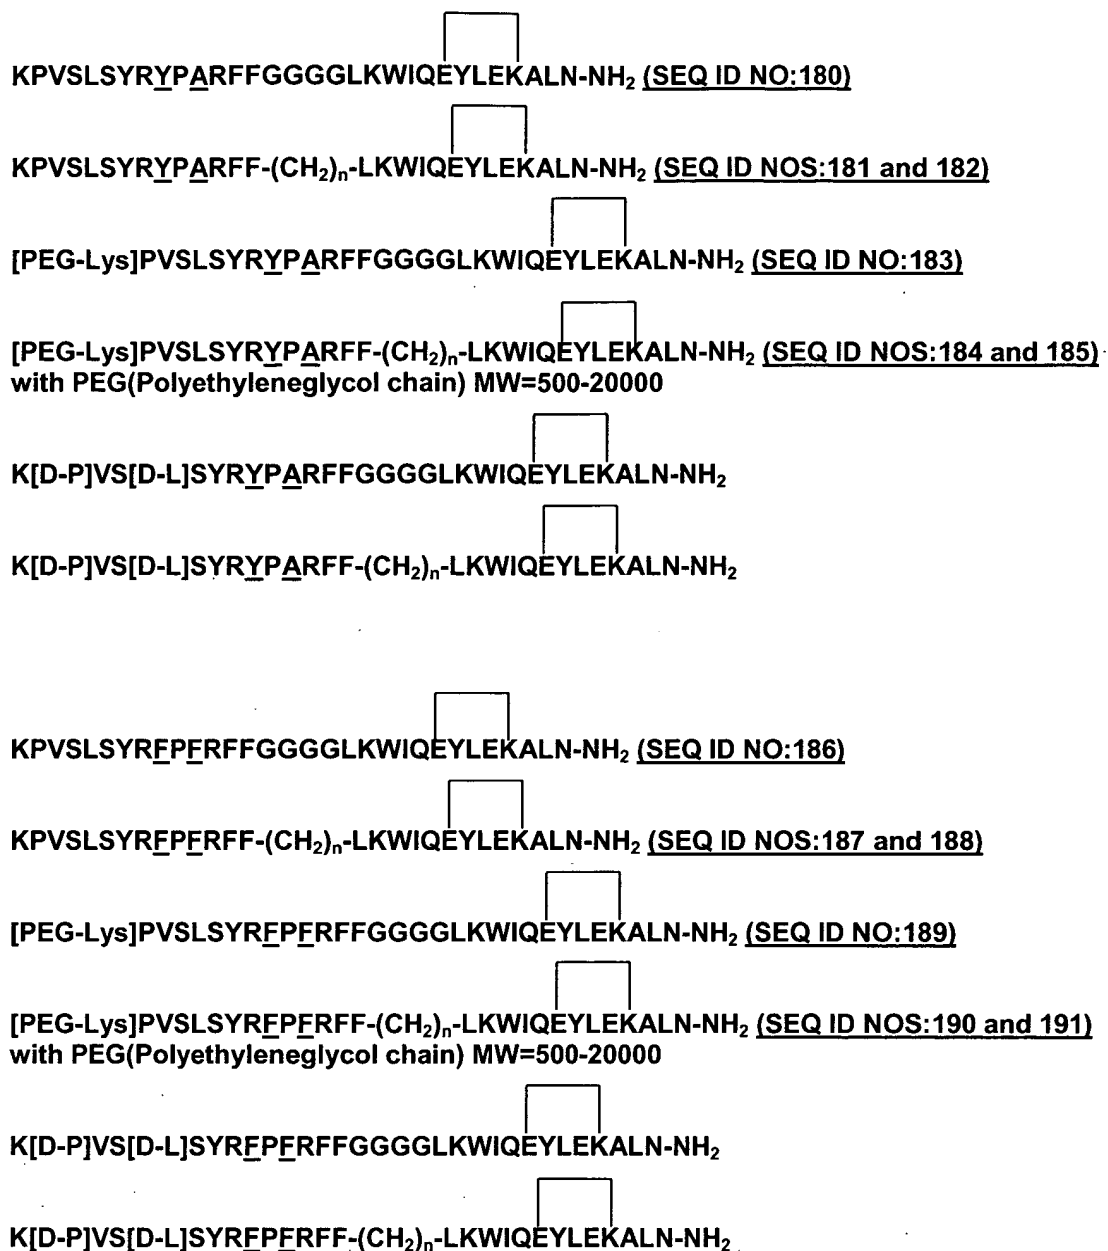 KPVSLSYRYPARFFGGGGLKWIQEYLEKALN-NH2 (SEQ ID NO:180)
KPVSLSYRYPARFF-(CH2)n-LKWIQEYLEKALN-NH2 (SEQ ID NOS:181 and 182)
[PEG-Lys]PVSLSYRYPARFFGGGGLKWIQEYLEKALN-NH2 (SEQ ID NO:183)
[PEG-Lys]PVSLSYRYPARFF-(CH2)n-LKWIQEYLEKALN-NH2 (SEQ ID NOS:184 and 185)
with PEG(Polyethyleneglycol chain) MW=500-20000
K[D-P]VS[D-L]SYRYPARFFGGGGLKWIQEYLEKALN-NH2
K[D-P]VS[D-L]SYRYPARFF-(CH2)n-LKWIQEYLEKALN-NH2
KPVSLSYRFPFRFFGGGGLKWIQEYLEKALN-NH2 (SEQ ID NO:186)
KPVSLSYRFPFRFF-(CH2)n-LKWIQEYLEKALN-NH2 (SEQ ID NOS:187 and 188)
[PEG-Lys]PVSLSYRFPFRFFGGGGLKWIQEYLEKALN-NH2 (SEQ ID NO:189)
[PEG-Lys]PVSLSYRFPFRFF-(CH2)n-LKWIQEYLEKALN-NH2 (SEQ ID NOS:190 and 191)
with PEG(Polyethyleneglycol chain) MW=500-20000
K[D-P]VS[D-L]SYRFPFRFFGGGGLKWIQEYLEKALN-NH2
K[D-P]VS[D-L]SYRFPFRFF-(CH2)n-LKWIQEYLEKALN-NH2